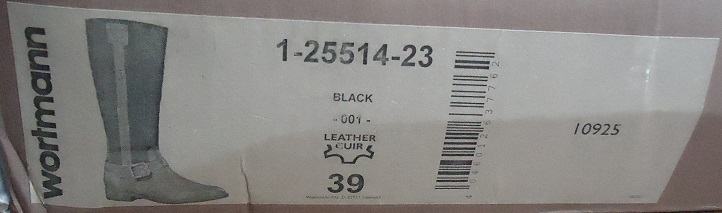 wortmann
1-25514-23
BLACK
-001-
LEATHER
CUIR
39
10925